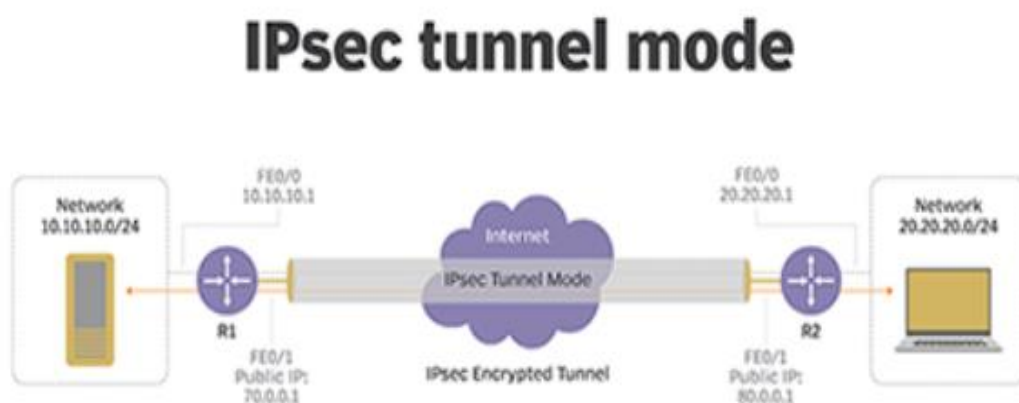 IPsec tunnel mode
FE0/0
10.10.10.1
FE0/0
20.20.20.1
Network
10.10.10.0/24
Network
20.20.20.0/24
Internet
IPsec Tunnel Mode
R1
R2
FE0/1
Public IP:
70.0.0.1
IPsec Encrypted Tunnel
FE0/1
Public IP:
80.0.0.1